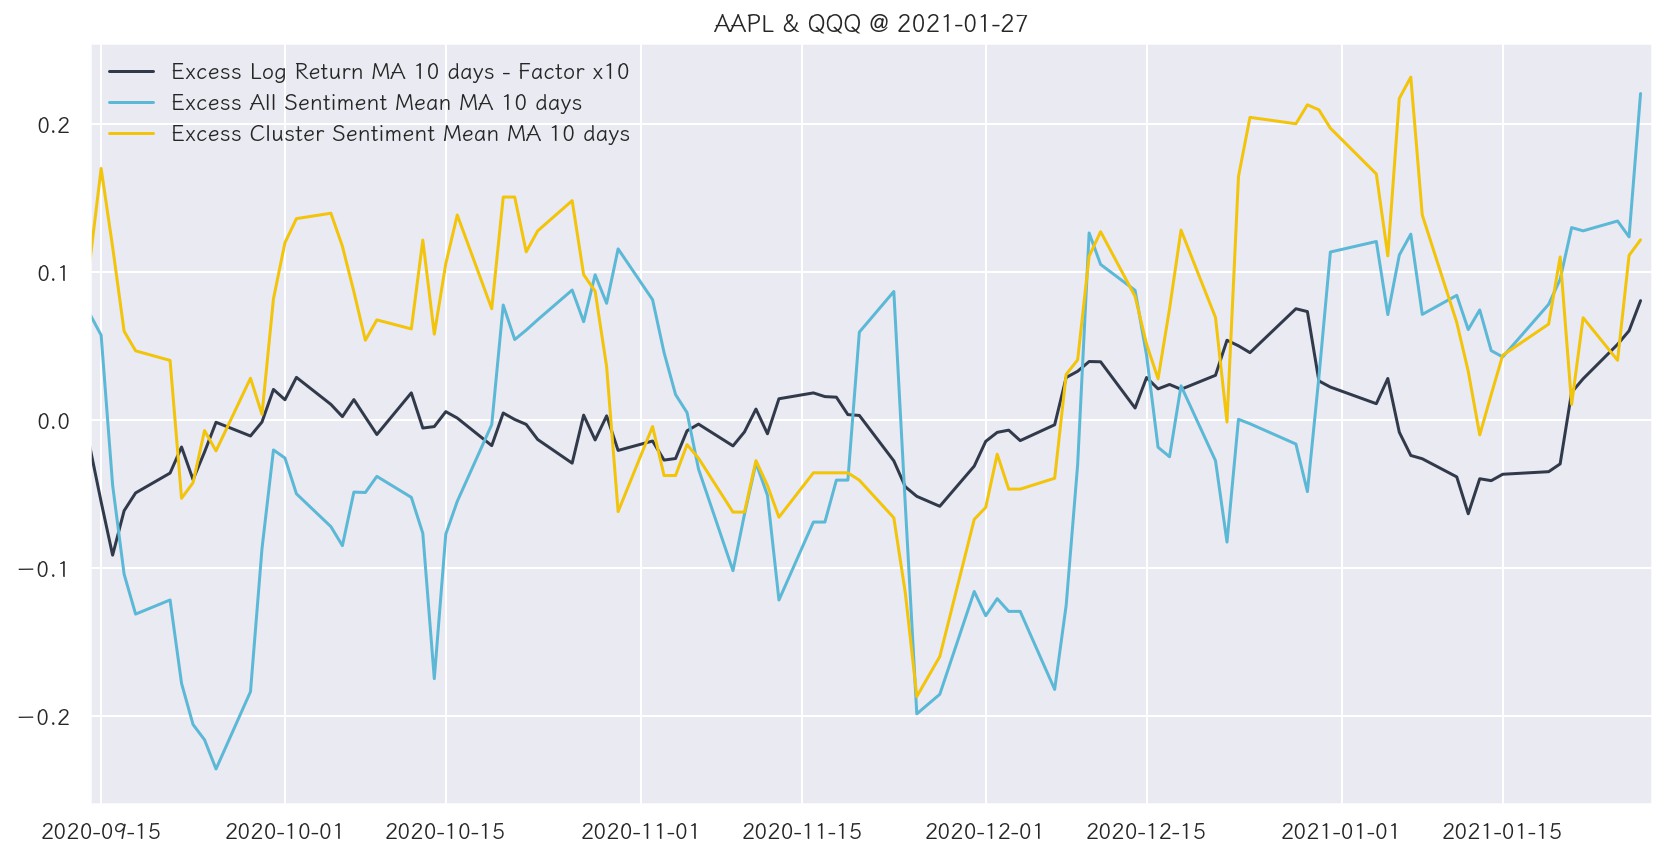 AAPL & QQQ @ 2021-01-27
Excess Log Return MA 10 days - Factor x10
Excess All Sentiment Mean MA 10 days
Excess Cluster Sentiment Mean MA 10 days
0.2
0.1
0.0
−0.1
−0.2
2020-09-15 2020-10-01 2020-10-15 2020-11-01 2020-11-15 2020-12-01 2020-12-15 2021-01-01 2021-01-15